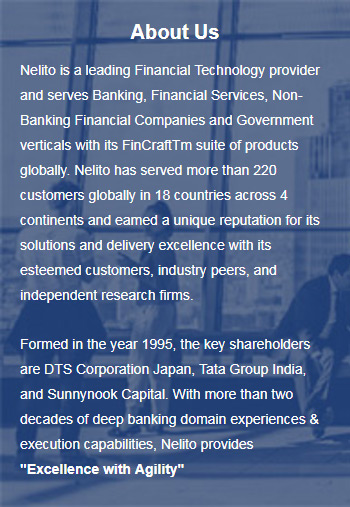 About Us
Nelito is a leading Financial Technology provider
and serves Banking, Financial Services, Non-
Banking Financial Companies and Government
verticals with its FinCraftTm suite of products
globally. Nelito has served more than 220
customers globally in 18 countries across 4
continents and earned a unique reputation for its
solutions and delivery excellence with its
esteemed customers, industry peers, and
independent research firms.
Formed in the year 1995, the key shareholders
are DTS Corporation Japan, Tata Group India,
and Sunnynook Capital. With more than two
decades of deep banking domain experiences &
execution capabilities, Nelito provides
"Excellence with Agility"